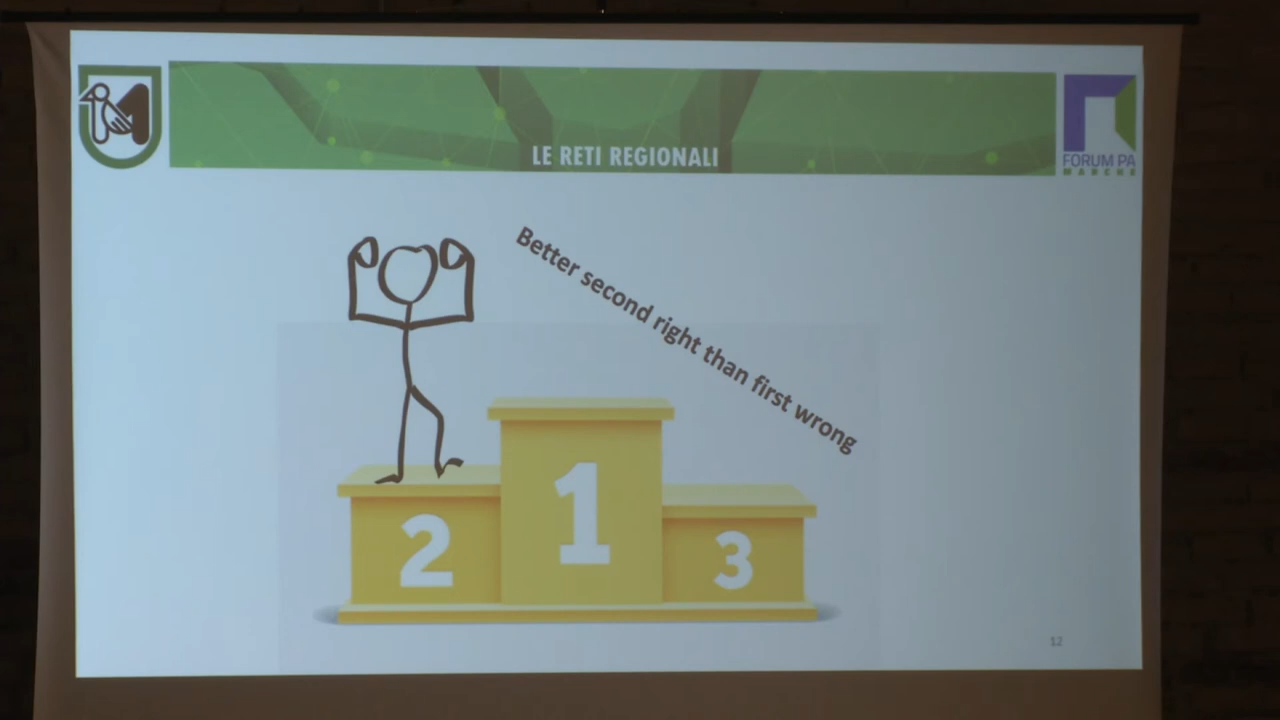 LE RETI REGIONALI
FORUM PA
MARCHE
Better second right than first wrong
2
1
3
12